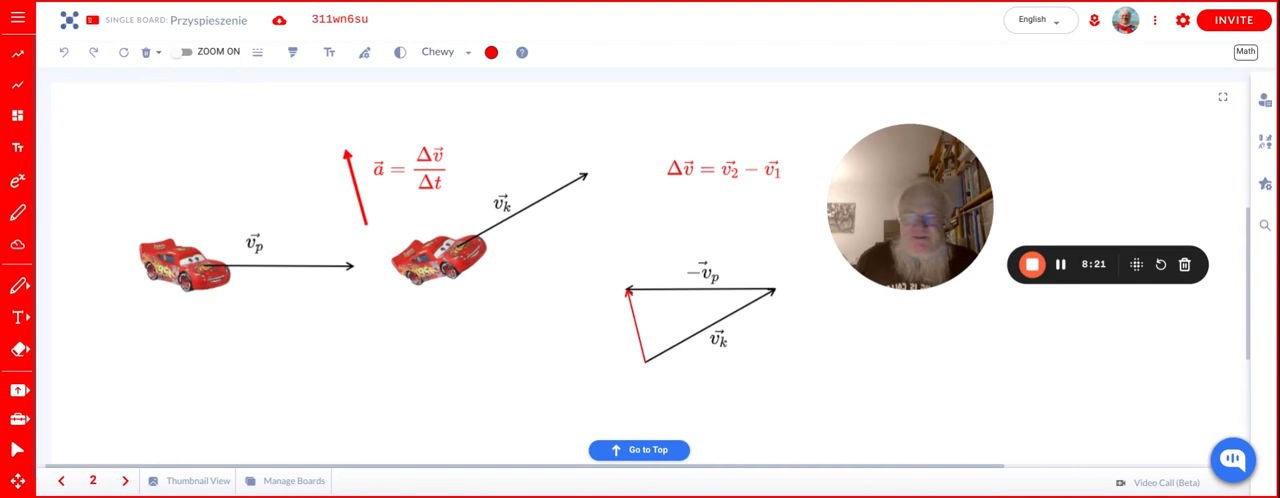 SINGLE BOARD: Przyspieszenie
311wn6su
English
INVITE
ZOOM ON
Chewy
Math
a⃗ = Δv⃗ / Δt
Δv⃗ = v⃗₂ − v⃗₁
v⃗ₖ
v⃗ₚ
8:21
−v⃗ₚ
v⃗ₖ
Go to Top
2
Thumbnail View
Manage Boards
Video Call (Beta)